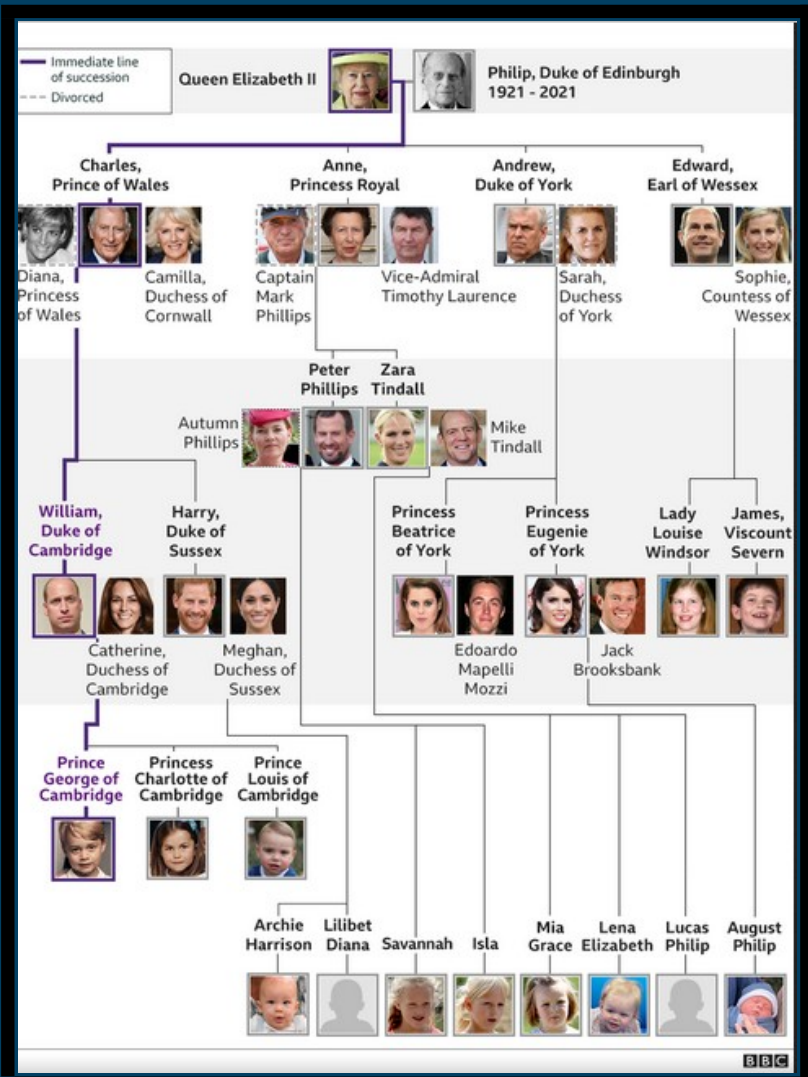 Immediate line
of succession
Divorced
Queen Elizabeth II
Philip, Duke of Edinburgh
1921 - 2021
Charles,
Prince of Wales
Anne,
Princess Royal
Andrew,
Duke of York
Edward,
Earl of Wessex
Diana,
Princess
of Wales
Camilla,
Duchess of
Cornwall
Captain
Mark
Phillips
Vice-Admiral
Timothy Laurence
Sarah,
Duchess
of York
Sophie,
Countess of
Wessex
Peter
Phillips
Zara
Tindall
Autumn
Phillips
Mike
Tindall
William,
Duke of
Cambridge
Harry,
Duke of
Sussex
Princess
Beatrice
of York
Princess
Eugenie
of York
Lady
Louise
Windsor
James,
Viscount
Severn
Catherine,
Duchess of
Cambridge
Meghan,
Duchess of
Sussex
Edoardo
Mapelli
Mozzi
Jack
Brooksbank
Prince
George of
Cambridge
Princess
Charlotte of
Cambridge
Prince
Louis of
Cambridge
Archie
Harrison
Lilibet
Diana
Savannah
Isla
Mia
Grace
Lena
Elizabeth
Lucas
Philip
August
Philip
BBC